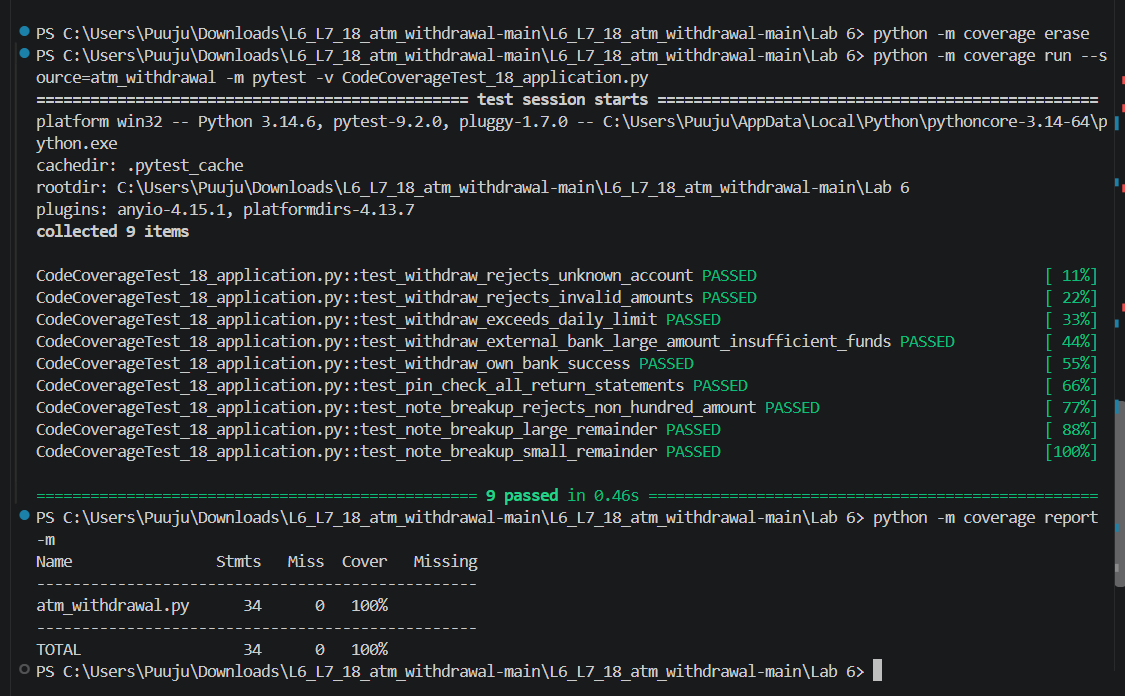 PS C:\Users\Puuju\Downloads\L6_L7_18_atm_withdrawal-main\L6_L7_18_atm_withdrawal-main\Lab 6> python -m coverage erase
PS C:\Users\Puuju\Downloads\L6_L7_18_atm_withdrawal-main\L6_L7_18_atm_withdrawal-main\Lab 6> python -m coverage run --s
ource=atm_withdrawal -m pytest -v CodeCoverageTest_18_application.py
================================================ test session starts =================================================
platform win32 -- Python 3.14.6, pytest-9.2.0, pluggy-1.7.0 -- C:\Users\Puuju\AppData\Local\Python\pythoncore-3.14-64\p
ython.exe
cachedir: .pytest_cache
rootdir: C:\Users\Puuju\Downloads\L6_L7_18_atm_withdrawal-main\L6_L7_18_atm_withdrawal-main\Lab 6
plugins: anyio-4.15.1, platformdirs-4.13.7
collected 9 items
CodeCoverageTest_18_application.py::test_withdraw_rejects_unknown_account PASSED [ 11%]
CodeCoverageTest_18_application.py::test_withdraw_rejects_invalid_amounts PASSED [ 22%]
CodeCoverageTest_18_application.py::test_withdraw_exceeds_daily_limit PASSED [ 33%]
CodeCoverageTest_18_application.py::test_withdraw_external_bank_large_amount_insufficient_funds PASSED [ 44%]
CodeCoverageTest_18_application.py::test_withdraw_own_bank_success PASSED [ 55%]
CodeCoverageTest_18_application.py::test_pin_check_all_return_statements PASSED [ 66%]
CodeCoverageTest_18_application.py::test_note_breakup_rejects_non_hundred_amount PASSED [ 77%]
CodeCoverageTest_18_application.py::test_note_breakup_large_remainder PASSED [ 88%]
CodeCoverageTest_18_application.py::test_note_breakup_small_remainder PASSED [100%]
================================================= 9 passed in 0.46s ==================================================
PS C:\Users\Puuju\Downloads\L6_L7_18_atm_withdrawal-main\L6_L7_18_atm_withdrawal-main\Lab 6> python -m coverage report
-m
Name                Stmts   Miss  Cover   Missing
-------------------------------------------------
atm_withdrawal.py      34      0   100%
-------------------------------------------------
TOTAL                  34      0   100%
PS C:\Users\Puuju\Downloads\L6_L7_18_atm_withdrawal-main\L6_L7_18_atm_withdrawal-main\Lab 6>